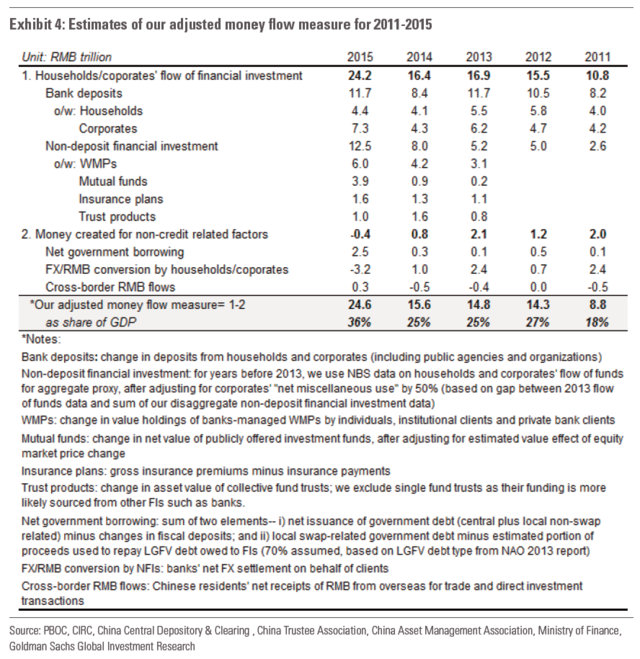 Exhibit 4: Estimates of our adjusted money flow measure for 2011-2015
Unit: RMB trillion 2015 2014 2013 2012 2011
1. Households/coporates' flow of financial investment 24.2 16.4 16.9 15.5 10.8
Bank deposits 11.7 8.4 11.7 10.5 8.2
o/w: Households 4.4 4.1 5.5 5.8 4.0
Corporates 7.3 4.3 6.2 4.7 4.2
Non-deposit financial investment 12.5 8.0 5.2 5.0 2.6
o/w: WMPs 6.0 4.2 3.1
Mutual funds 3.9 0.9 0.2
Insurance plans 1.6 1.3 1.1
Trust products 1.0 1.6 0.8
2. Money created for non-credit related factors -0.4 0.8 2.1 1.2 2.0
Net government borrowing 2.5 0.3 0.1 0.5 0.1
FX/RMB conversion by households/coporates -3.2 1.0 2.4 0.7 2.4
Cross-border RMB flows 0.3 -0.5 -0.4 0.0 -0.5
*Our adjusted money flow measure= 1-2 24.6 15.6 14.8 14.3 8.8
as share of GDP 36% 25% 25% 27% 18%
*Notes:
Bank deposits: change in deposits from households and corporates (including public agencies and organizations)
Non-deposit financial investment: for years before 2013, we use NBS data on households and corporates' flow of funds
for aggregate proxy, after adjusting for corporates' "net miscellaneous use" by 50% (based on gap between 2013 flow
of funds data and sum of our disaggregate non-deposit financial investment data)
WMPs: change in value holdings of banks-managed WMPs by individuals, institutional clients and private bank clients
Mutual funds: change in net value of publicly offered investment funds, after adjusting for estimated value effect of equity
market price change
Insurance plans: gross insurance premiums minus insurance payments
Trust products: change in asset value of collective fund trusts; we exclude single fund trusts as their funding is more
likely sourced from other FIs such as banks.
Net government borrowing: sum of two elements-- i) net issuance of government debt (central plus local non-swap
related) minus changes in fiscal deposits; and ii) local swap-related government debt minus estimated portion of
proceeds used to repay LGFV debt owed to FIs (70% assumed, based on LGFV debt type from NAO 2013 report)
FX/RMB conversion by NFIs: banks' net FX settlement on behalf of clients
Cross-border RMB flows: Chinese residents' net receipts of RMB from overseas for trade and direct investment
transactions
Source: PBOC, CIRC, China Central Depository & Clearing , China Trustee Association, China Asset Management Association, Ministry of Finance,
Goldman Sachs Global Investment Research